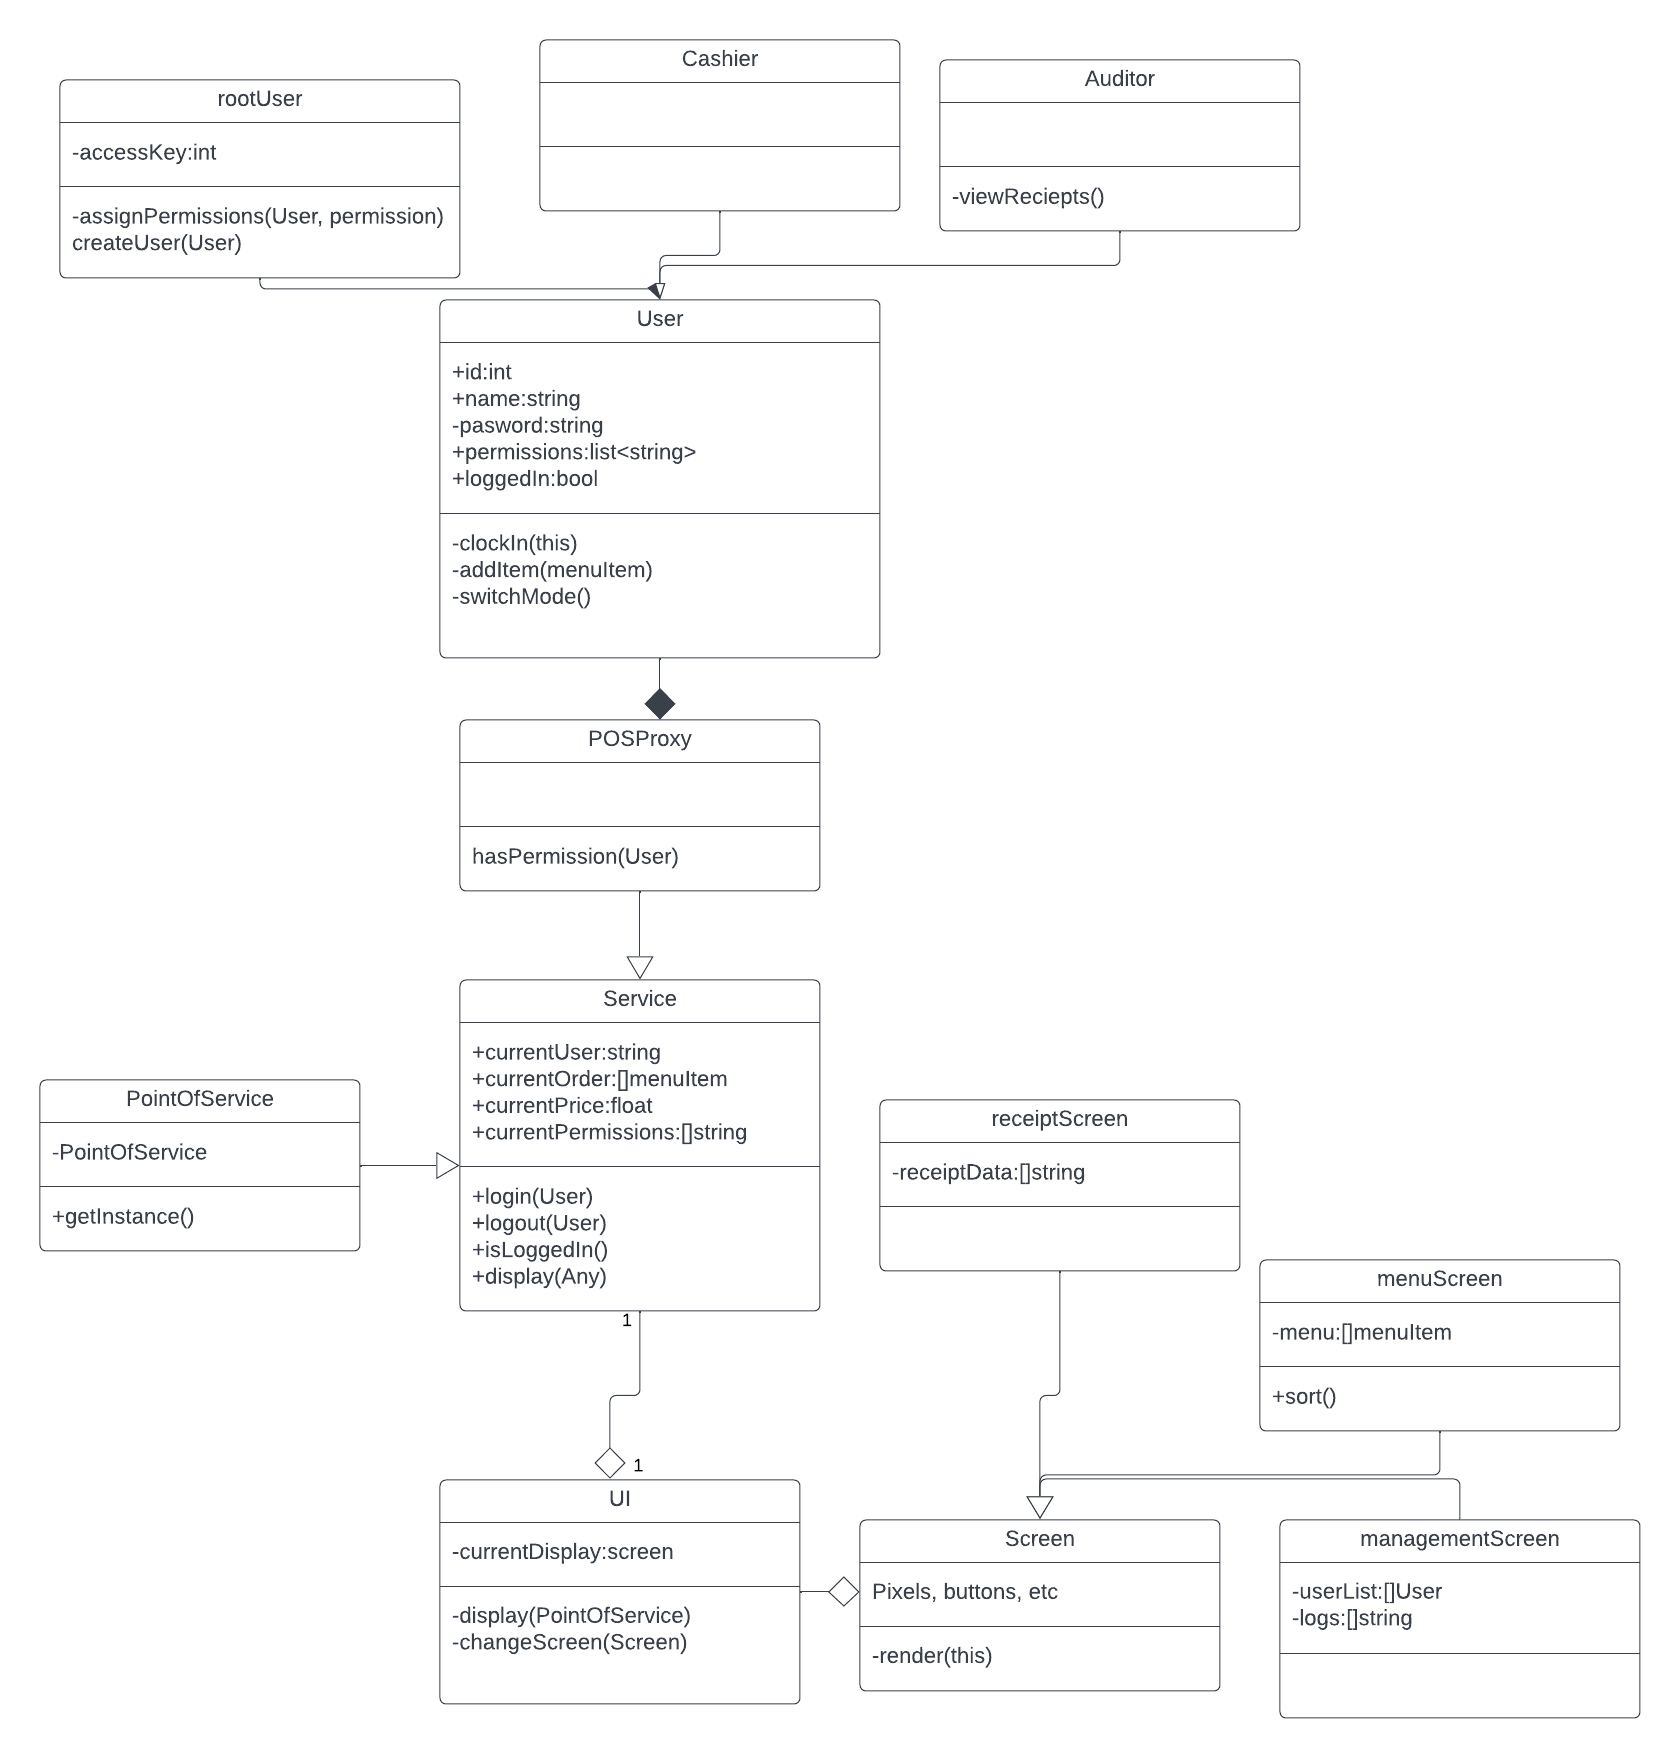 Cashier
Auditor
-viewReciepts()
rootUser
-accessKey:int
-assignPermissions(User, permission)
createUser(User)
User
+id:int
+name:string
-pasword:string
+permissions:list<string>
+loggedIn:bool
-clockIn(this)
-addItem(menuItem)
-switchMode()
POSProxy
hasPermission(User)
Service
+currentUser:string
+currentOrder:[]menuItem
+currentPrice:float
+currentPermissions:[]string
+login(User)
+logout(User)
+isLoggedIn()
+display(Any)
1
PointOfService
-PointOfService
+getInstance()
receiptScreen
-receiptData:[]string
menuScreen
-menu:[]menuItem
+sort()
1
UI
-currentDisplay:screen
-display(PointOfService)
-changeScreen(Screen)
Screen
Pixels, buttons, etc
-render(this)
managementScreen
-userList:[]User
-logs:[]string